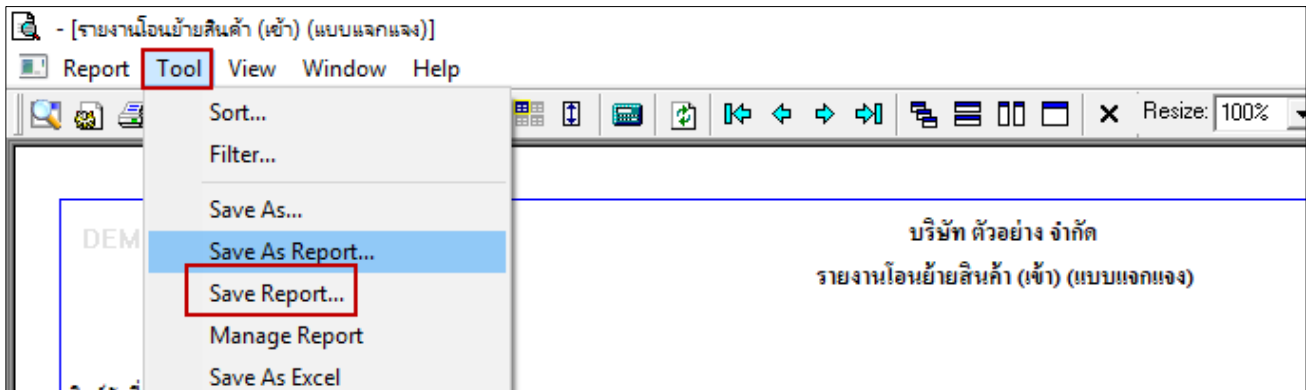 - [รายงานโอนย้ายสินค้า (เข้า) (แบบแจกแจง)]
Report Tool View Window Help
Resize: 100%
Sort...
Filter...
Save As...
DEM
บริษัท ตัวอย่าง จำกัด
Save As Report...
รายงานโอนย้ายสินค้า (เข้า) (แบบแจกแจง)
Save Report...
Manage Report
Save As Excel